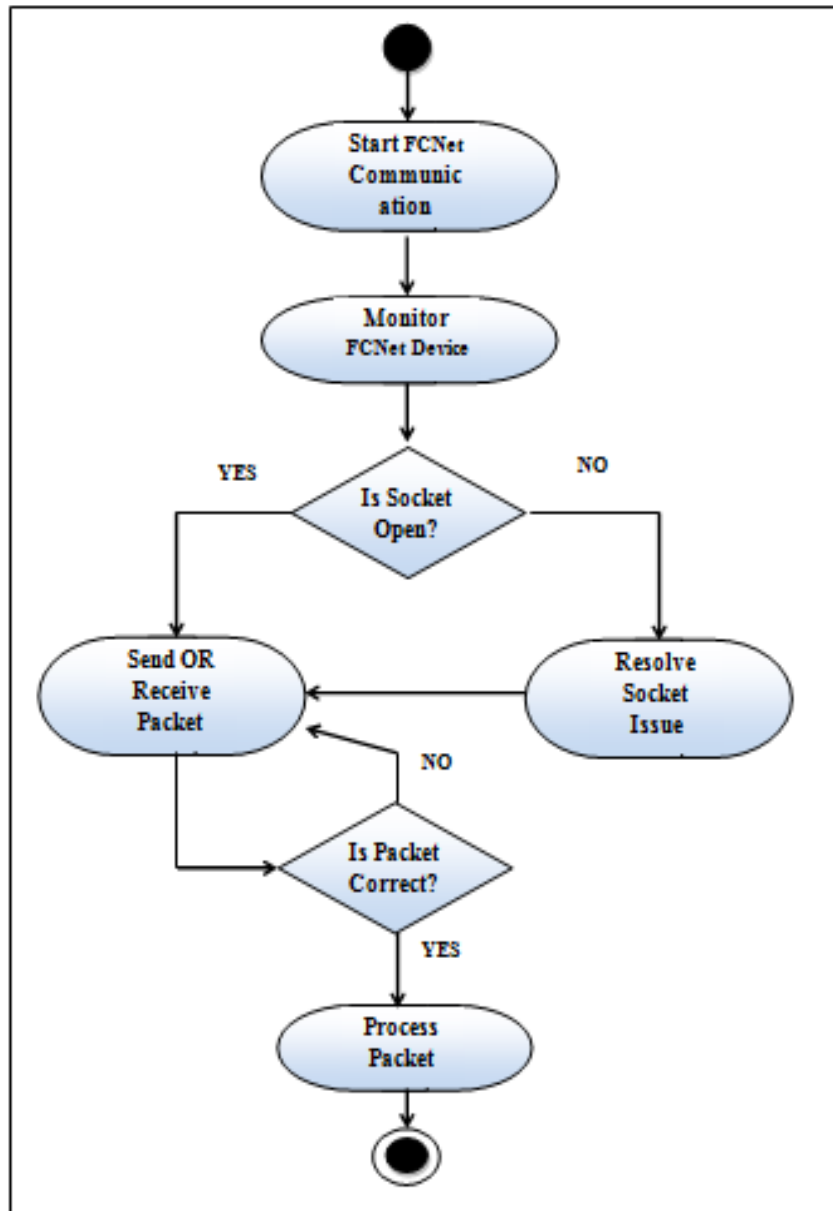 Start FCNet
Communic
ation
Monitor
FCNet Device
YES
NO
Is Socket
Open?
Send OR
Receive
Packet
Resolve
Socket
Issue
NO
Is Packet
Correct?
YES
Process
Packet